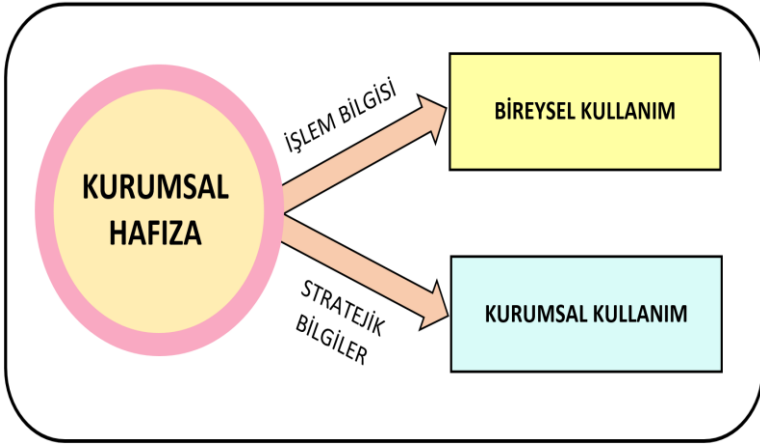 KURUMSAL
HAFIZA
İŞLEM BİLGİSİ
BİREYSEL KULLANIM
STRATEJİK
BİLGİLER
KURUMSAL KULLANIM